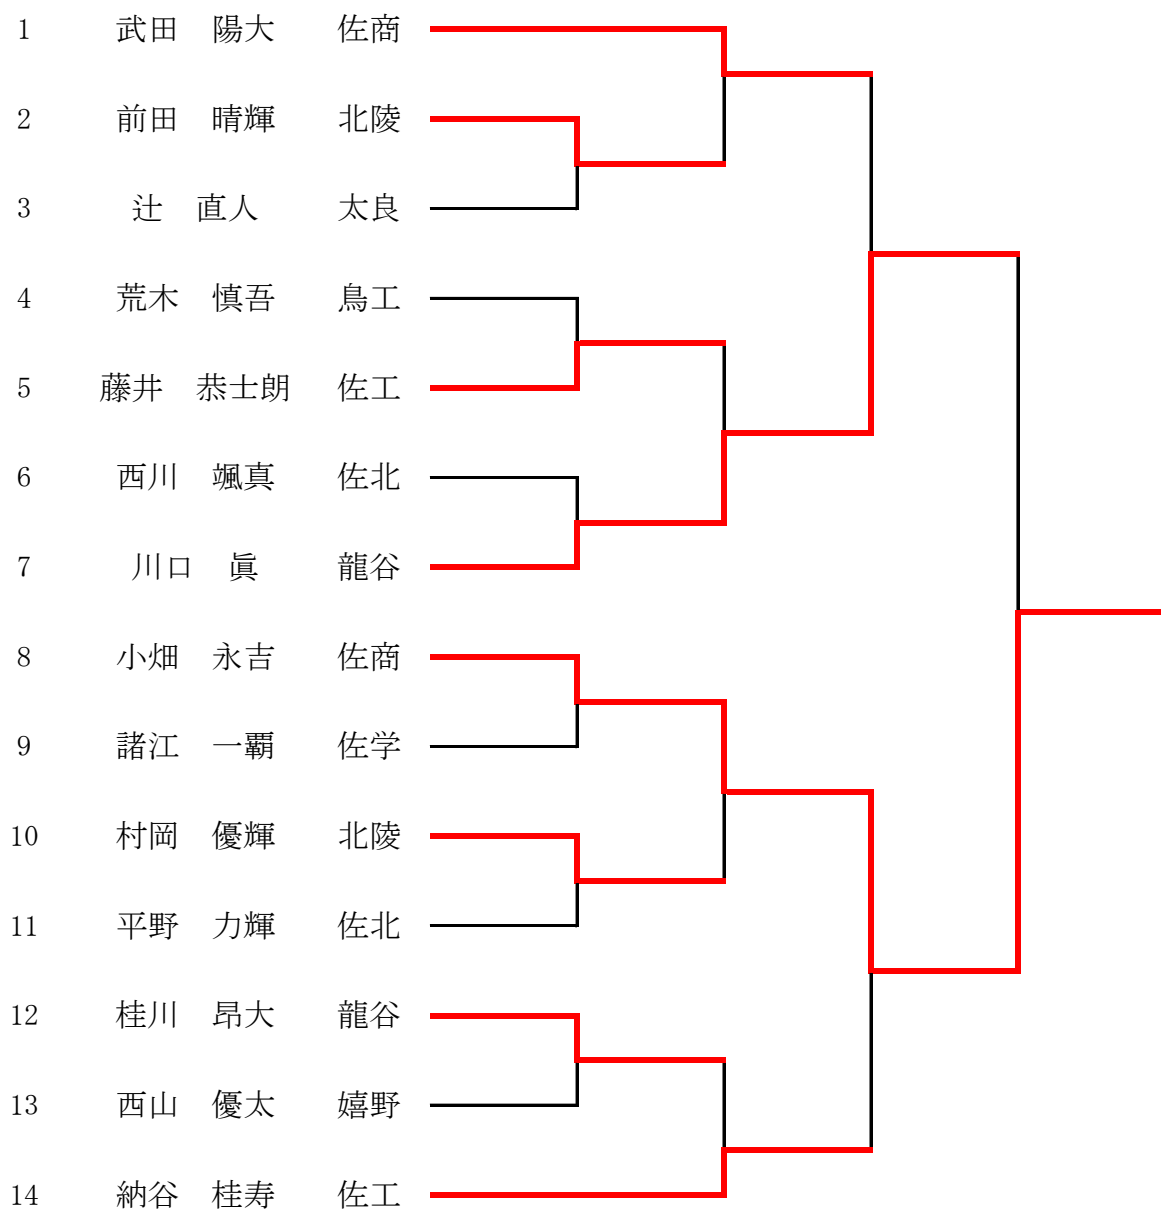 1 武田 陽大 佐商
2 前田 晴輝 北陵
3 辻 直人 太良
4 荒木 慎吾 鳥工
5 藤井 恭士朗 佐工
6 西川 颯真 佐北
7 川口 眞 龍谷
8 小畑 永吉 佐商
9 諸江 一覇 佐学
10 村岡 優輝 北陵
11 平野 力輝 佐北
12 桂川 昂大 龍谷
13 西山 優太 嬉野
14 納谷 桂寿 佐工